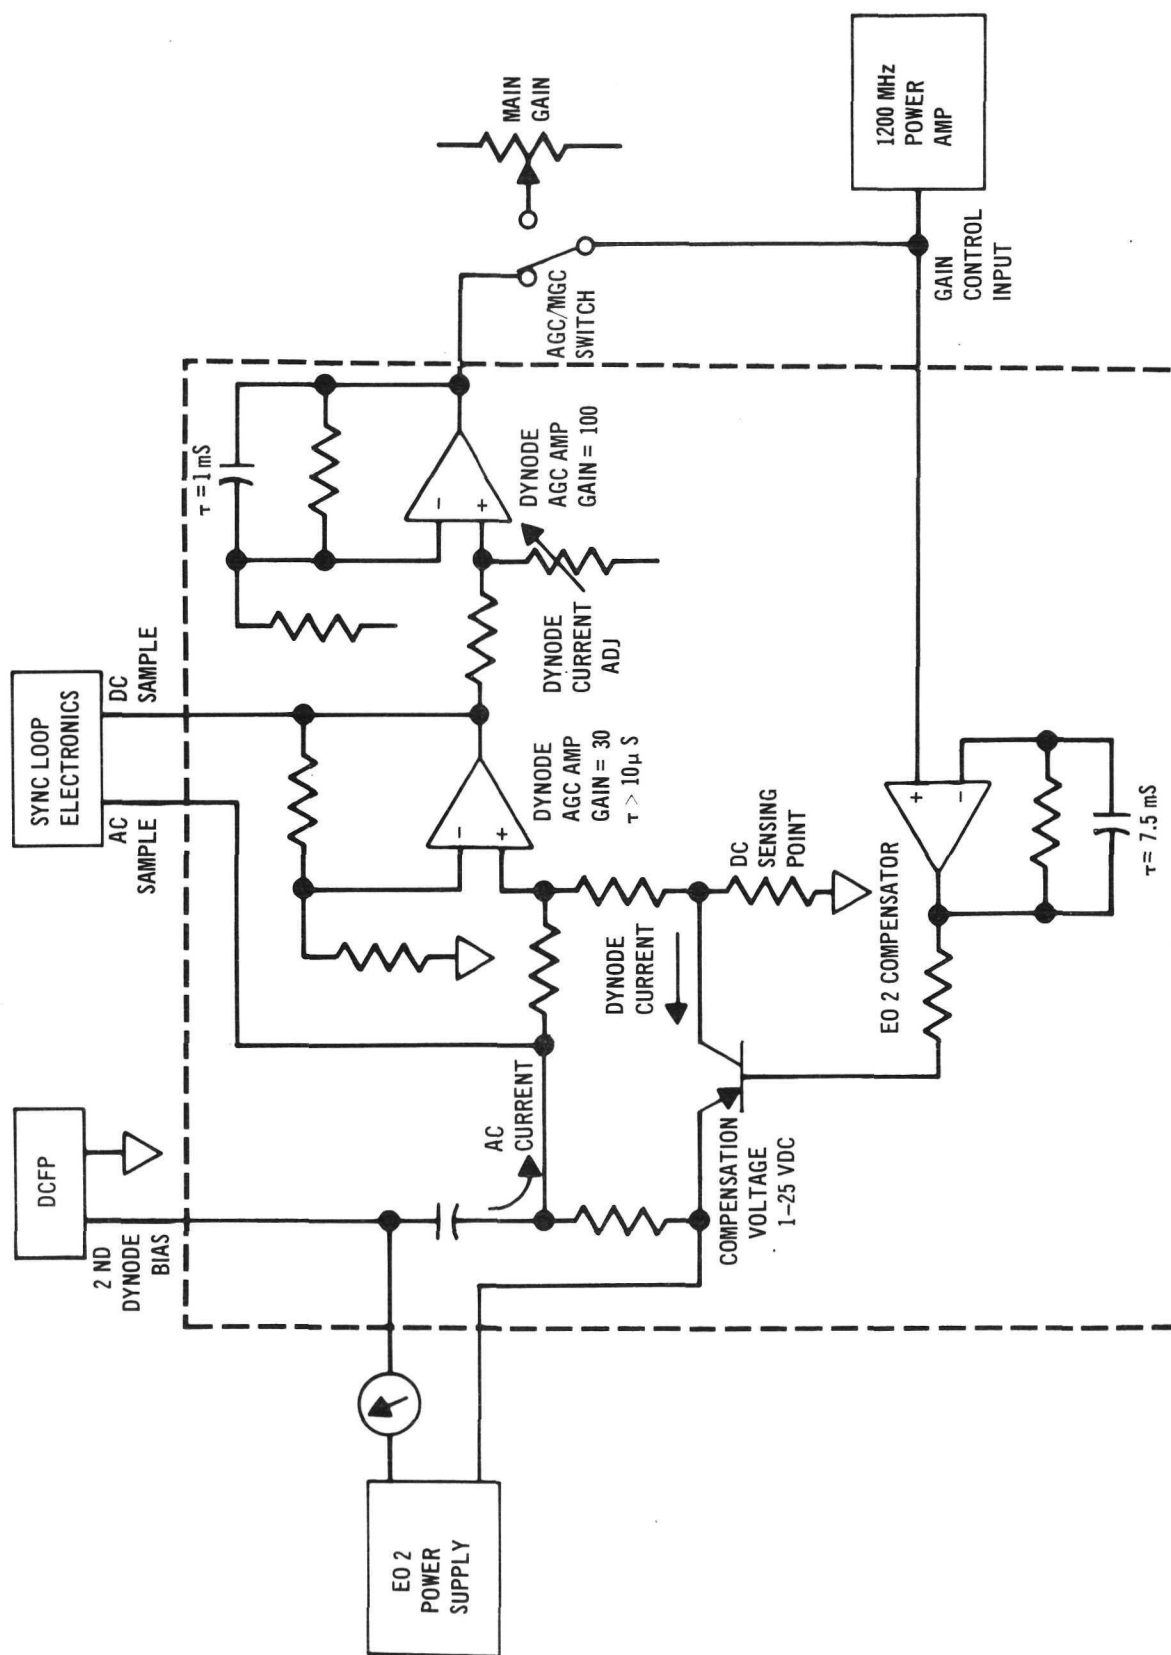 DCFP
2 ND
DYNODE
BIAS
SYNC LOOP
ELECTRONICS
AC
SAMPLE
DC
SAMPLE
EO 2
POWER
SUPPLY
AC
CURRENT
τ = 1 mS
-
+
DYNODE
AGC AMP
GAIN = 30
τ > 10μ S
-
+
DYNODE
AGC AMP
GAIN = 100
DYNODE
CURRENT
ADJ
AGC/MGC
SWITCH
MAIN
GAIN
DYNODE
CURRENT
DC
SENSING
POINT
COMPENSATION
VOLTAGE
1-25 VDC
EO 2 COMPENSATOR
+
-
τ = 7.5 mS
GAIN
CONTROL
INPUT
1200 MHz
POWER
AMP